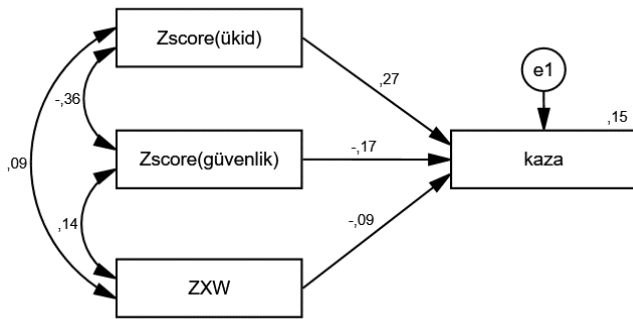 Zscore(ükid)
e1
,27
-,36
,15
Zscore(güvenlik)
-,17
kaza
,09
,14
-,09
ZXW